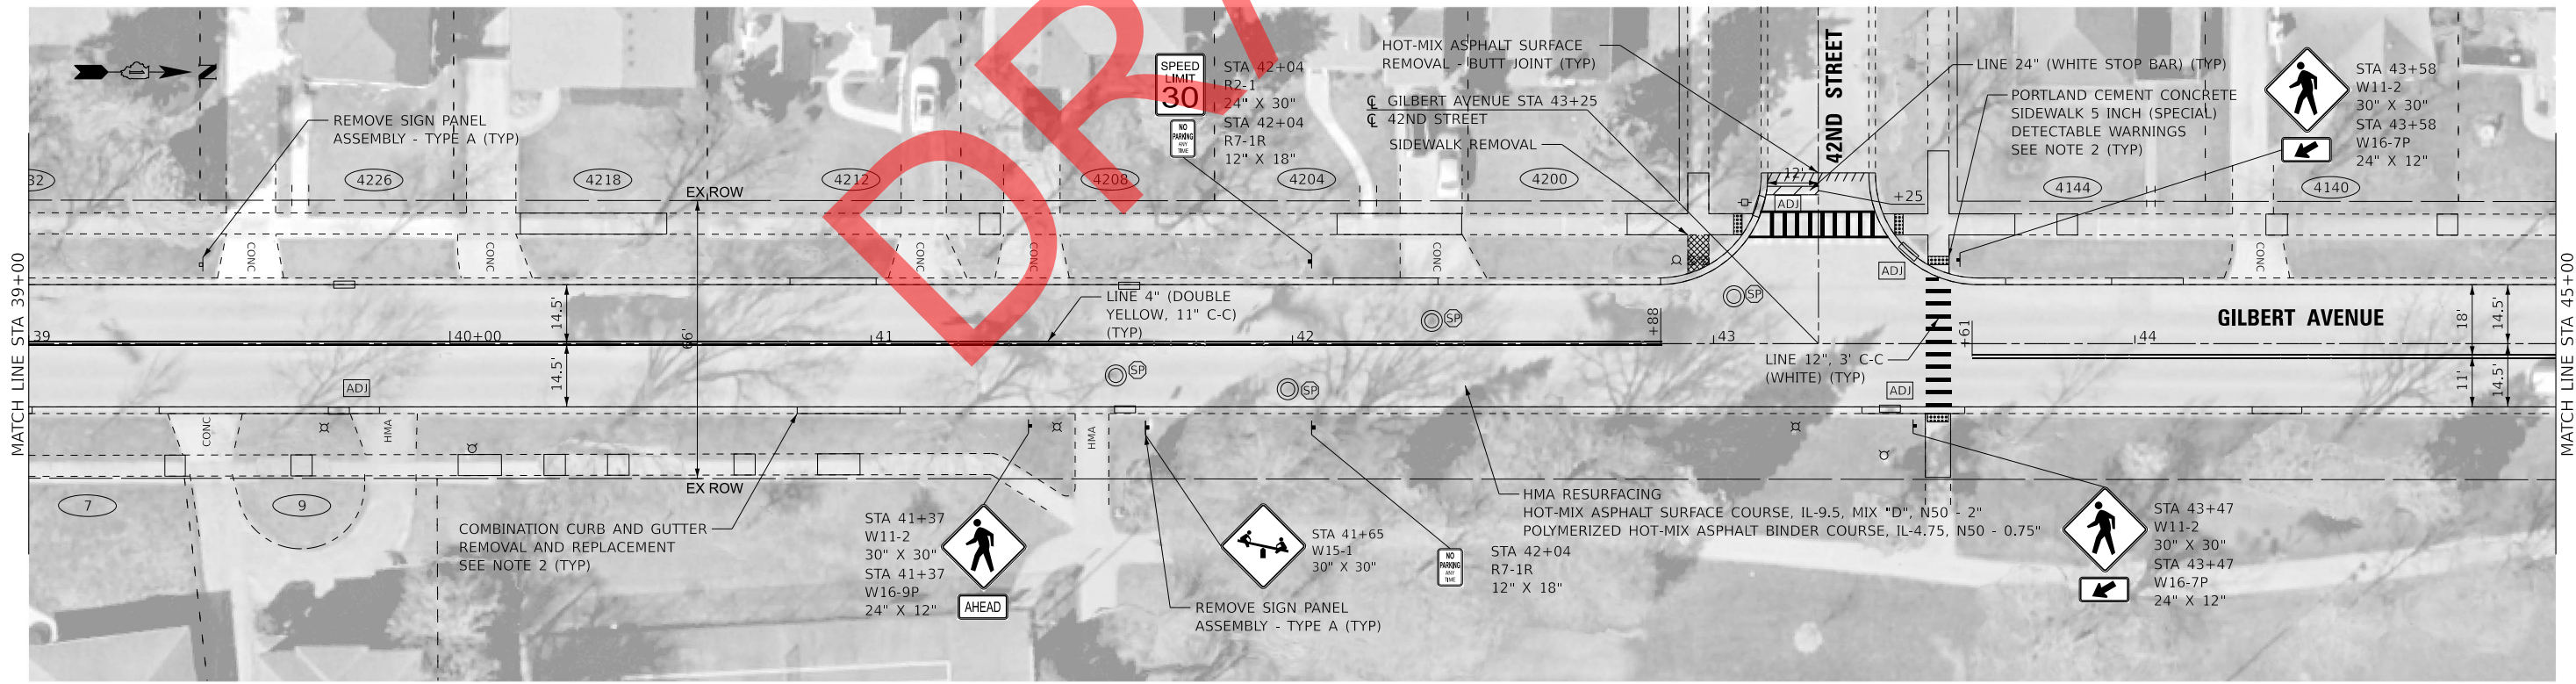 DRA
MATCH LINE STA 39+00
N
REMOVE SIGN PANEL
ASSEMBLY - TYPE A (TYP)
SPEED
LIMIT
30
NO
PARKING
ANY
TIME
STA 42+04
R2-1
24" X 30"
STA 42+04
R7-1R
12" X 18"
HOT-MIX ASPHALT SURFACE
REMOVAL - BUTT JOINT (TYP)
℄ GILBERT AVENUE STA 43+25
℄ 42ND STREET
SIDEWALK REMOVAL
42ND STREET
LINE 24" (WHITE STOP BAR) (TYP)
PORTLAND CEMENT CONCRETE
SIDEWALK 5 INCH (SPECIAL)
DETECTABLE WARNINGS
SEE NOTE 2 (TYP)
STA 43+58
W11-2
30" X 30"
STA 43+58
W16-7P
24" X 12"
32
4226
4218
4212
4208
4204
4200
4144
4140
EX ROW
12'
+25
ADJ
CONC
CONC
CONC
CONC
CONC
CONC
ADJ
14.5'
LINE 4" (DOUBLE
YELLOW, 11" C-C)
(TYP)
SP
SP
+88
+61
GILBERT AVENUE
18'
14.5'
39
40+00
66'
41
42
43
44
14.5'
ADJ
SP
SP
LINE 12", 3' C-C
(WHITE) (TYP)
ADJ
11'
14.5'
CONC
HMA
HMA
7
9
EX ROW
COMBINATION CURB AND GUTTER
REMOVAL AND REPLACEMENT
SEE NOTE 2 (TYP)
STA 41+37
W11-2
30" X 30"
STA 41+37
W16-9P
24" X 12"
AHEAD
STA 41+65
W15-1
30" X 30"
REMOVE SIGN PANEL
ASSEMBLY - TYPE A (TYP)
NO
PARKING
ANY
TIME
STA 42+04
R7-1R
12" X 18"
HMA RESURFACING
HOT-MIX ASPHALT SURFACE COURSE, IL-9.5, MIX "D", N50 - 2"
POLYMERIZED HOT-MIX ASPHALT BINDER COURSE, IL-4.75, N50 - 0.75"
STA 43+47
W11-2
30" X 30"
STA 43+47
W16-7P
24" X 12"
MATCH LINE STA 45+00